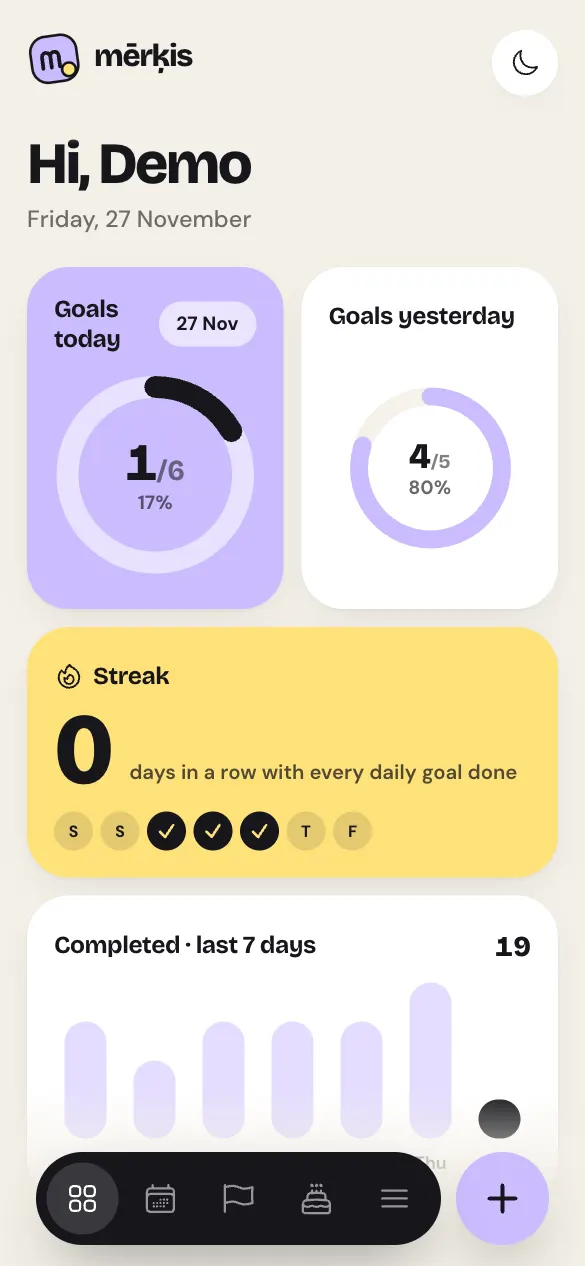 m
mērķis
Hi, Demo
Friday, 27 November
Goals
today
27 Nov
1/6
17%
Goals yesterday
4/5
80%
Streak
0 days in a row with every daily goal done
S S T F
Completed · last 7 days
19
Thu